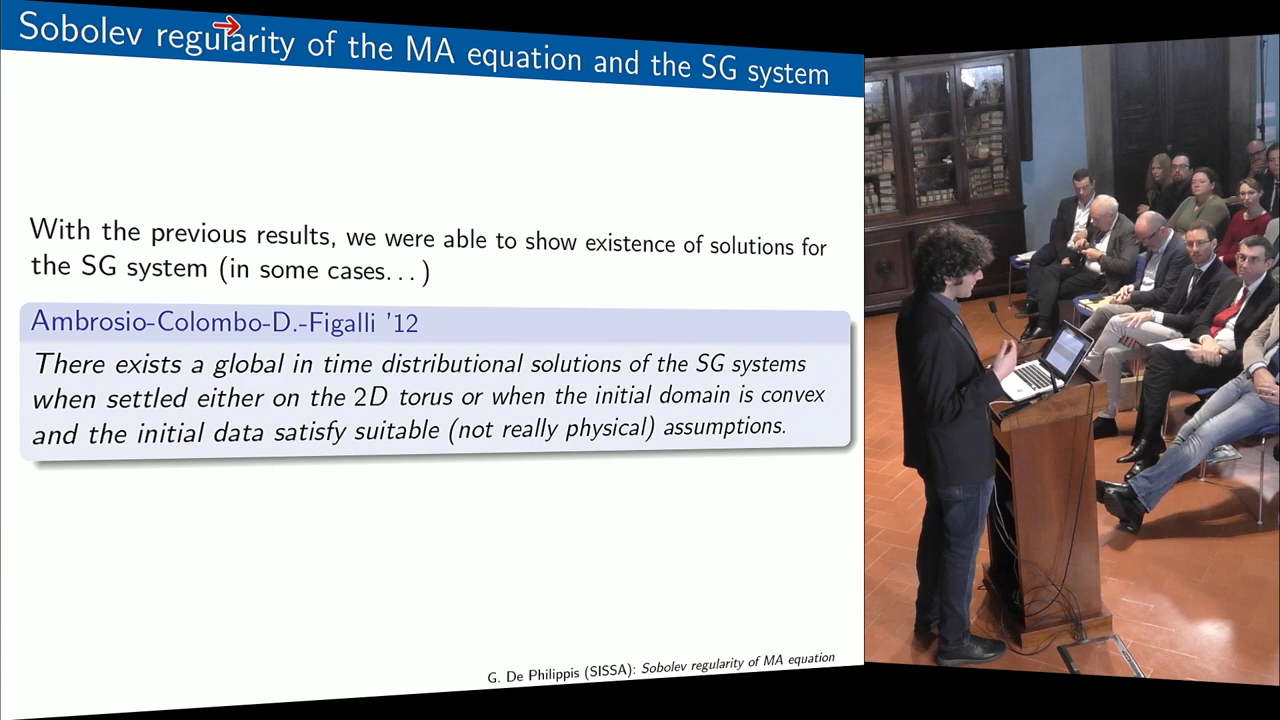 Sobolev regularity of the MA equation and the SG system
With the previous results, we were able to show existence of solutions for
the SG system (in some cases...)
Ambrosio-Colombo-D.-Figalli '12
There exists a global in time distributional solutions of the SG systems
when settled either on the 2D torus or when the initial domain is convex
and the initial data satisfy suitable (not really physical) assumptions.
G. De Philippis (SISSA): Sobolev regularity of MA equation